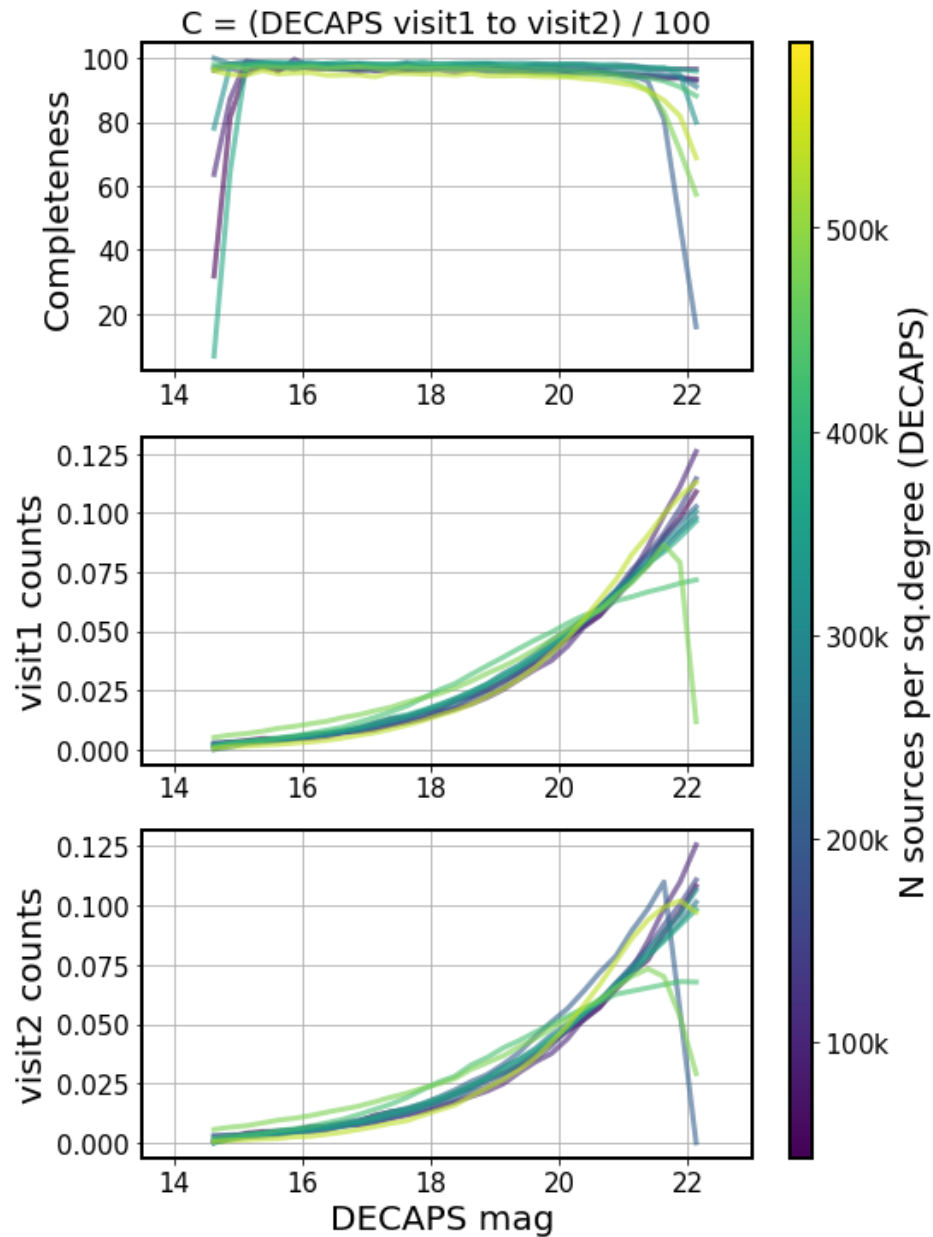 C = (DECAPS visit1 to visit2) / 100
100
80
60
40
20
Completeness
14 16 18 20 22
0.125
0.100
0.075
0.050
0.025
0.000
visit1 counts
14 16 18 20 22
0.125
0.100
0.075
0.050
0.025
0.000
visit2 counts
14 16 18 20 22
DECAPS mag
500k
400k
300k
200k
100k
N sources per sq.degree (DECAPS)